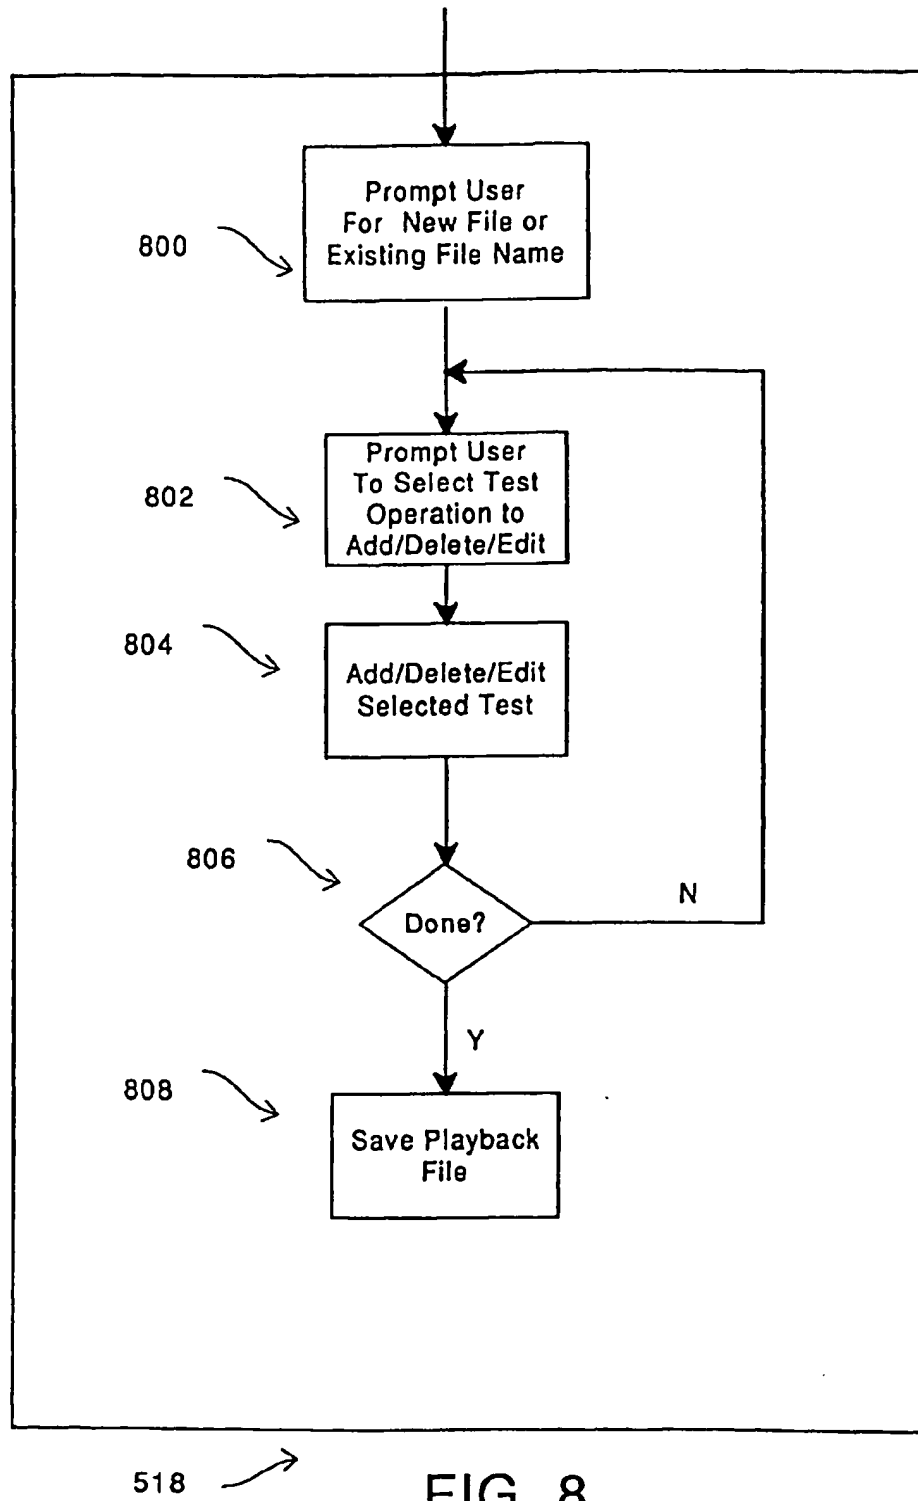 Prompt User
For New File or
Existing File Name
800
Prompt User
To Select Test
Operation to
Add/Delete/Edit
802
804
Add/Delete/Edit
Selected Test
806
Done?
N
Y
808
Save Playback
File
518
FIG. 8